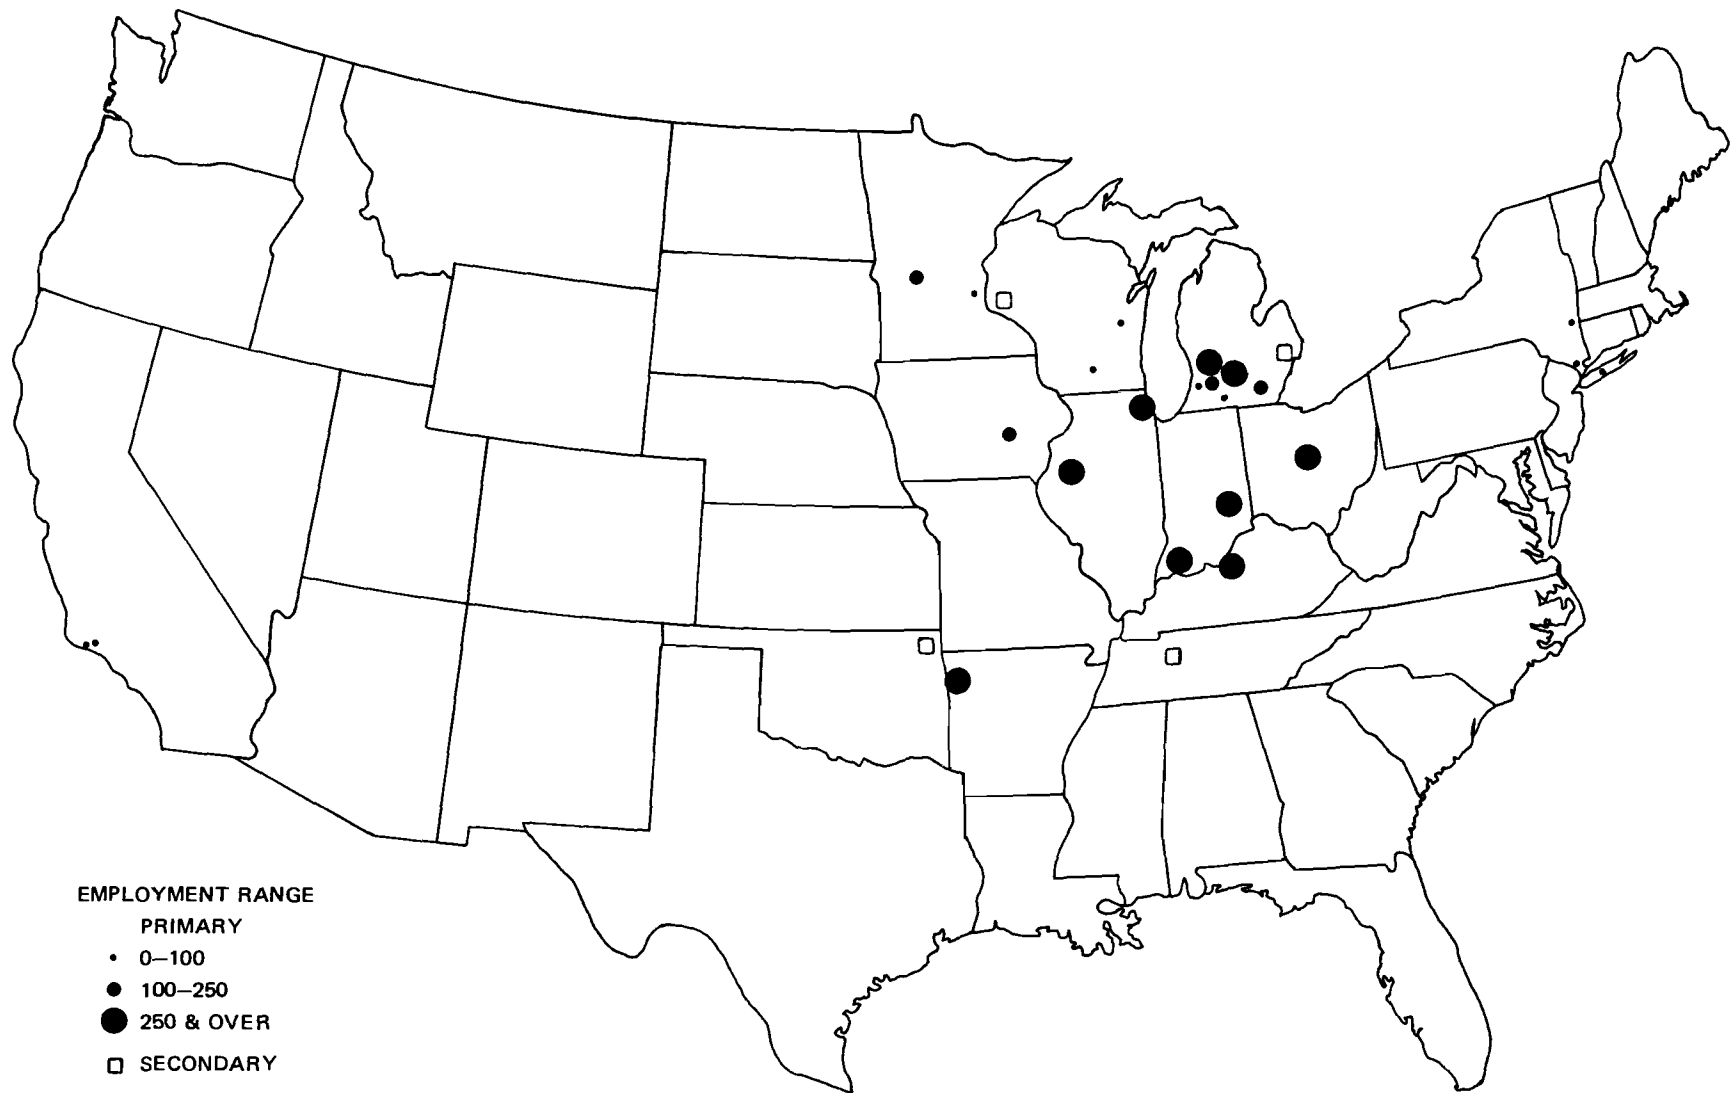 EMPLOYMENT RANGE
PRIMARY
0–100
100–250
250 & OVER
SECONDARY